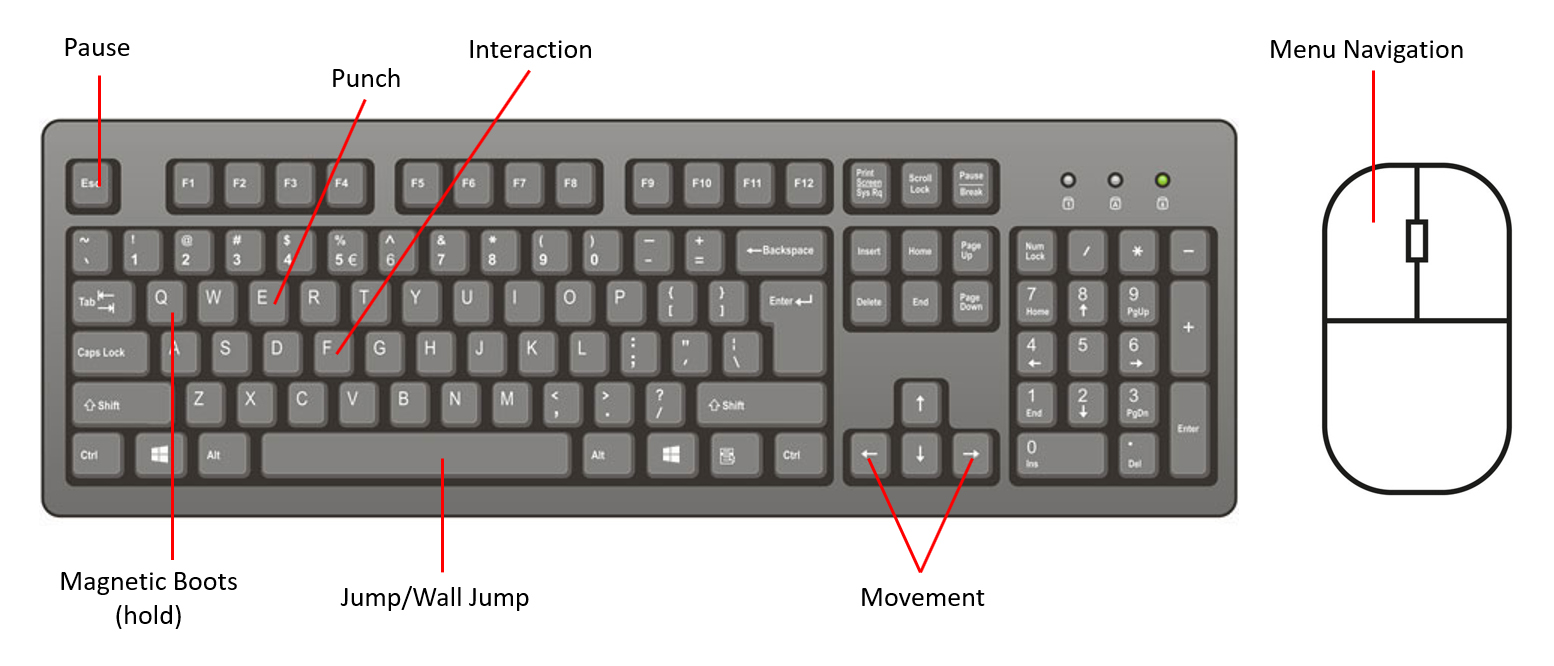 Pause
Interaction
Menu Navigation
Punch
Esc F1 F2 F3 F4 F5 F6 F7 F8 F9 F10 F11 F12 Print Screen Sys Rq Scroll Lock Pause Break
~ ! @ # $ % ^ & * ( ) — + ←Backspace Insert Home Page Up Num Lock / * −
` 1 2 3 4 5 € 6 7 8 9 0 - =
Tab Q W E R T Y U I O P { [ } ] Enter Delete End Page Down 7 Home 8 ↑ 9 PgUp +
Caps Lock A S D F G H J K L : ; " , ¦ \ 4 ← 5 6 → 
Shift Z X C V B N M < , > . ? / Shift ↑ 1 End 2 ↓ 3 PgDn Enter
Ctrl Alt Alt Ctrl ← ↓ → 0 Ins . Del
Magnetic Boots
(hold)
Jump/Wall Jump
Movement